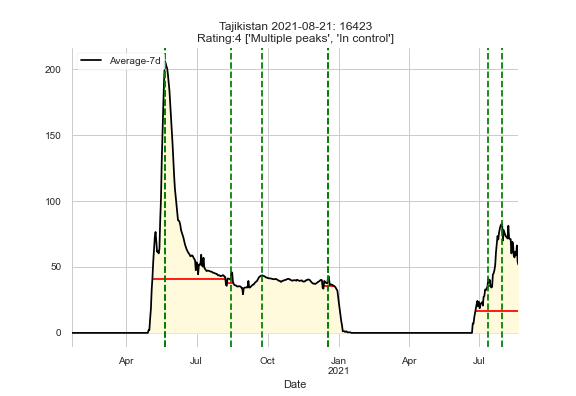 Tajikistan 2021-08-21: 16423
Rating:4 ['Multiple peaks', 'In control']
Average-7d
200
150
100
50
0
Apr Jul Oct Jan Apr Jul
2021
Date